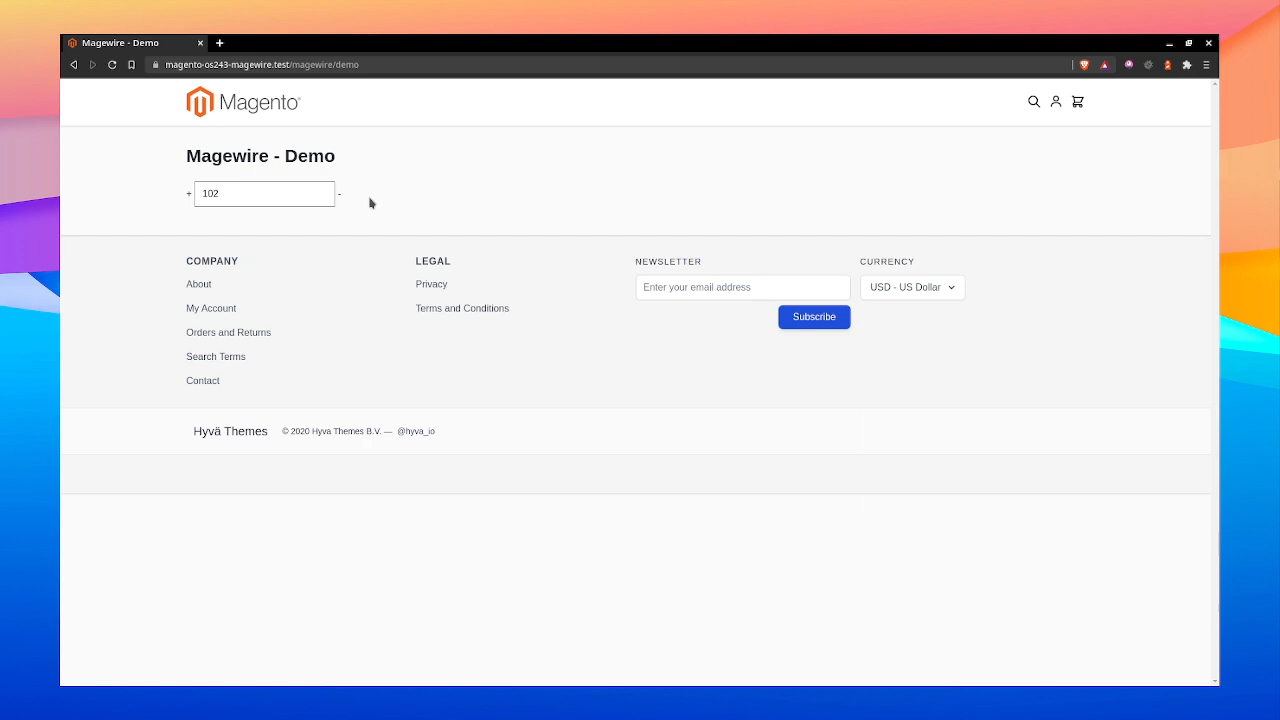 Magewire - Demo
magento-os243-magewire.test/magewire/demo
Magento®
Magewire - Demo
+ 102 -
COMPANY
About
My Account
Orders and Returns
Search Terms
Contact
LEGAL
Privacy
Terms and Conditions
NEWSLETTER
Enter your email address
Subscribe
CURRENCY
USD - US Dollar
Hyvä Themes © 2020 Hyva Themes B.V. — @hyva_io